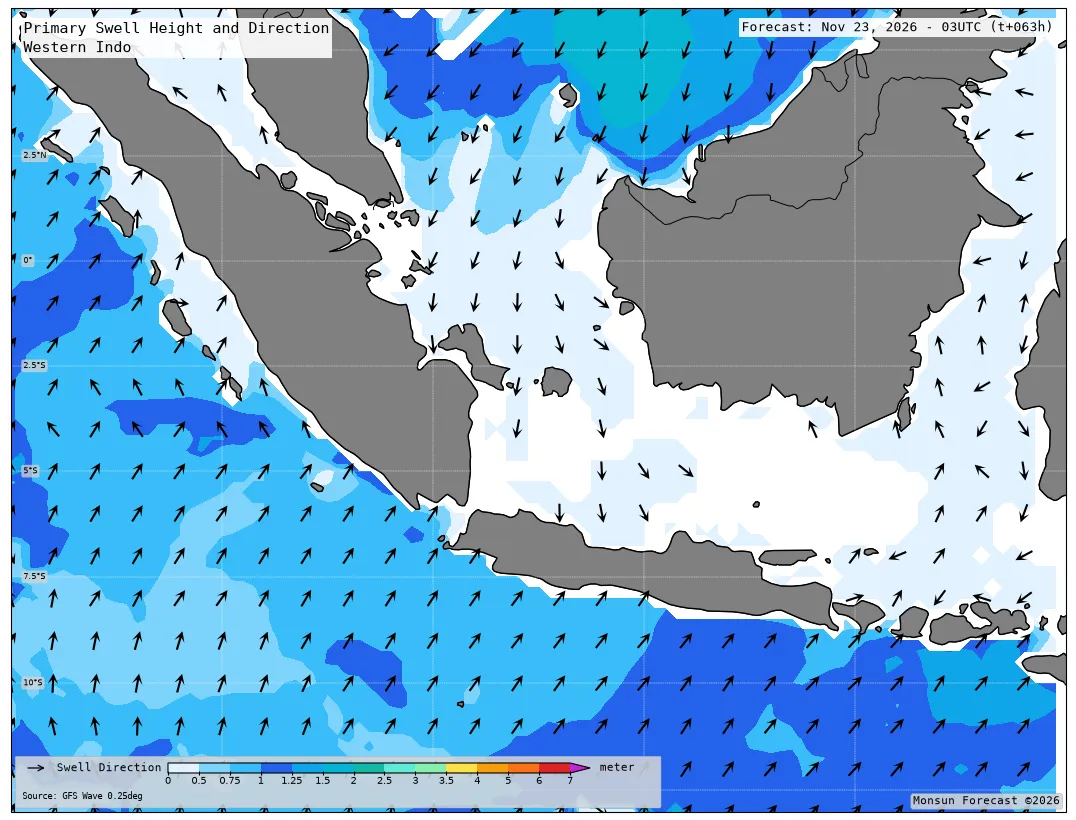 Primary Swell Height and Direction
Western Indo
Forecast: Nov 23, 2026 - 03UTC (t+063h)
2.5°N
0°
2.5°S
5°S
7.5°S
10°S
Swell Direction
0 0.5 0.75 1 1.25 1.5 2 2.5 3 3.5 4 5 6 7
meter
Source: GFS Wave 0.25deg
Monsun Forecast ©2026